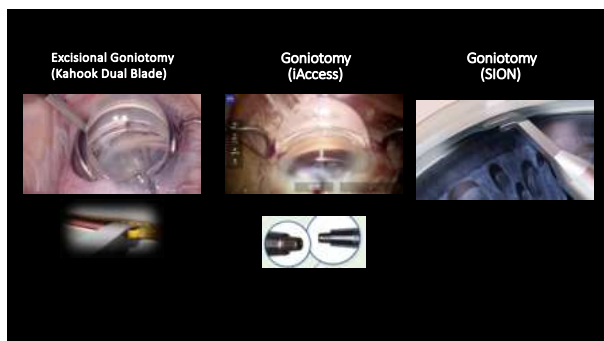 Excisional Goniotomy
(Kahook Dual Blade)
Goniotomy
(iAccess)
Goniotomy
(SION)